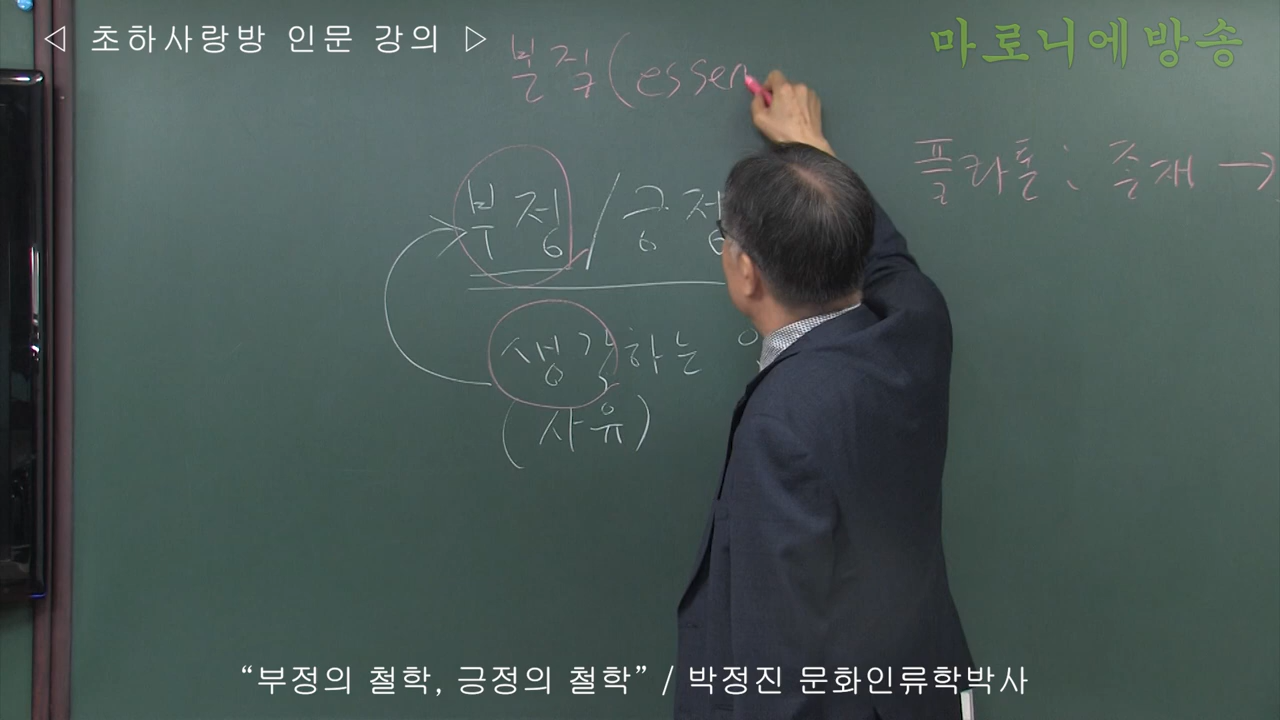 ◁ 초하사랑방 인문 강의 ▷
마로니에방송
본질(essen
플라톤: 존재 →
부정/긍정
생각하는
(사유)
“부정의 철학, 긍정의 철학” / 박정진 문화인류학박사